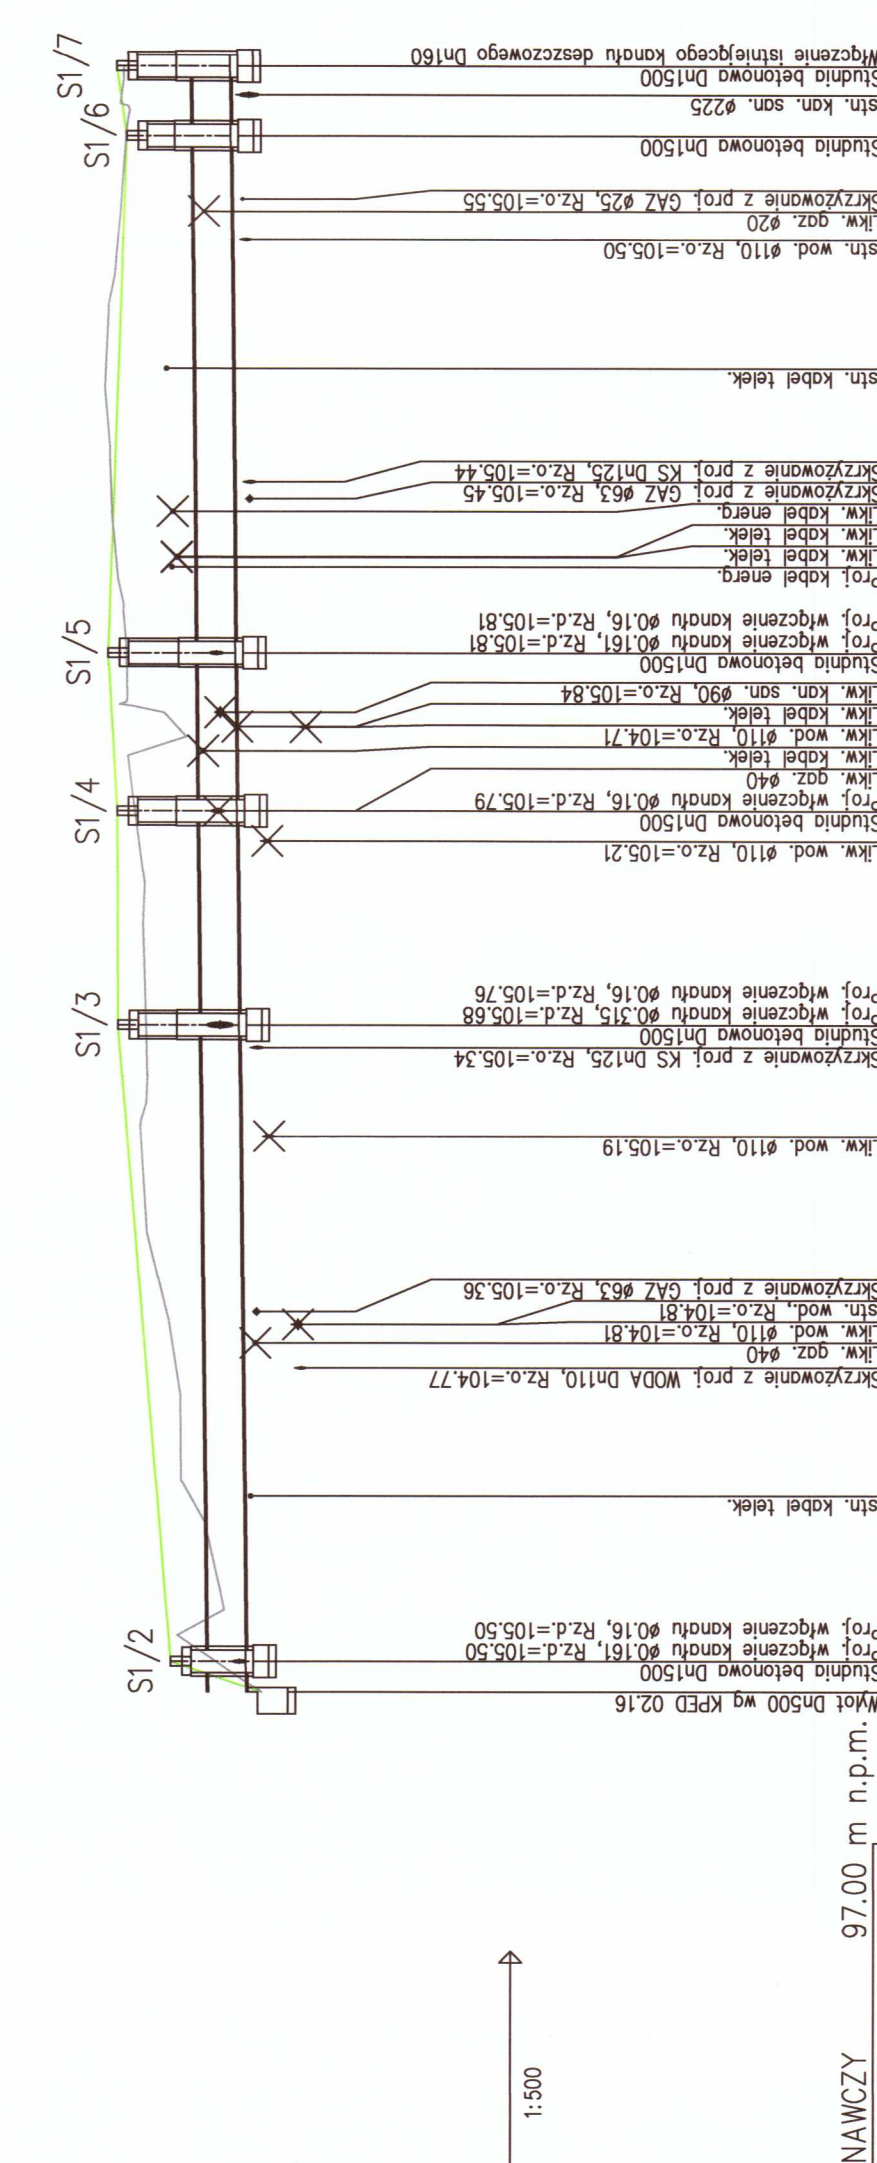 S1/7
Włączenie istniejącego kanału deszczowego Dn160
Studnia betonowa Dn1500
stn. kan. san. ø225
S1/6
Studnia betonowa Dn1500
Skrzyżowanie z proj. GAZ ø25, Rz.o.=105.55
Likw. gaz. ø20
stn. wod. ø110, Rz.o.=105.50
stn. kabel telek.
Skrzyżowanie z proj. KS Dn125, Rz.o.=105.44
Skrzyżowanie z proj. GAZ ø63, Rz.o.=105.45
Likw. kabel energ.
Likw. kabel telek.
Likw. kabel telek.
Proj. kabel energ.
S1/5
Proj. włączenie kanału ø0.16, Rz.d.=105.81
Proj. włączenie kanału ø0.161, Rz.d.=105.81
Studnia betonowa Dn1500
Likw. kan. san. ø90, Rz.o.=105.84
Likw. kabel telek.
Likw. wod. ø110, Rz.o.=104.71
Likw. kabel telek.
Likw. gaz. ø40
S1/4
Proj. włączenie kanału ø0.16, Rz.d.=105.79
Studnia betonowa Dn1500
Likw. wod. ø110, Rz.o.=105.21
S1/3
Proj. włączenie kanału ø0.16, Rz.d.=105.76
Proj. włączenie kanału ø0.315, Rz.d.=105.68
Studnia betonowa Dn1500
Skrzyżowanie z proj. KS Dn125, Rz.o.=105.34
Likw. wod. ø110, Rz.o.=105.19
Skrzyżowanie z proj. GAZ ø63, Rz.o.=105.36
stn. wod., Rz.o.=104.81
Likw. wod. ø110, Rz.o.=104.81
Likw. gaz. ø40
Skrzyżowanie z proj. WODA Dn110, Rz.o.=104.77
stn. kabel telek.
S1/2
Proj. włączenie kanału ø0.16, Rz.d.=105.50
Proj. włączenie kanału ø0.161, Rz.d.=105.50
Studnia betonowa Dn1500
Wylot Dn500 wg KPED 02.16
97.00 m n.p.m.
1:500
NAWCZY